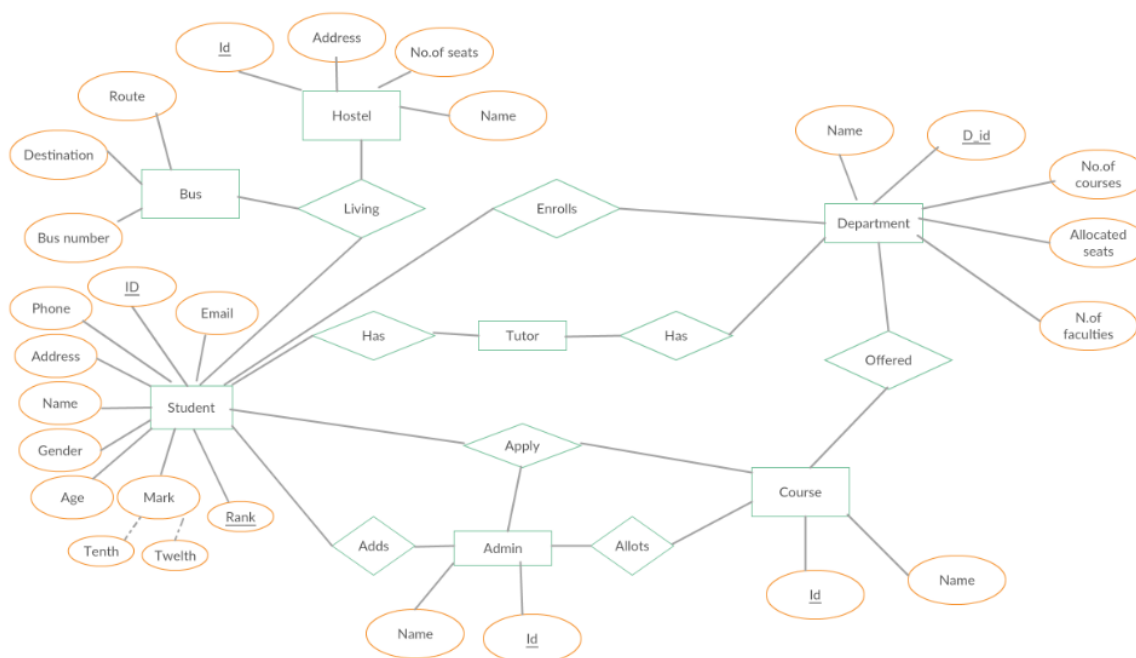 Id
Address
No.of seats
Name
Hostel
Route
Destination
Bus
Bus number
Living
Enrolls
Name
D_id
No.of
courses
Department
Allocated
seats
N.of
faculties
ID
Phone
Email
Address
Has
Tutor
Has
Offered
Name
Student
Gender
Apply
Age
Mark
Rank
Course
Tenth
Twelth
Adds
Admin
Allots
Name
Id
Id
Name